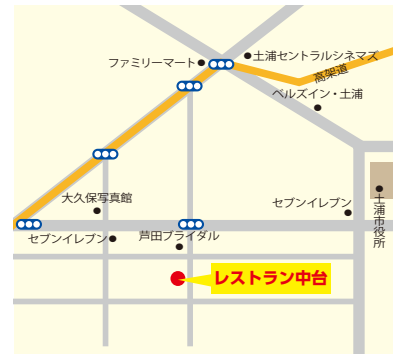 土浦セントラルシネマズ
ファミリーマート
高架道
ベルズイン・土浦
大久保写真館
セブンイレブン
土浦市役所
セブンイレブン
芦田ブライダル
レストラン中台